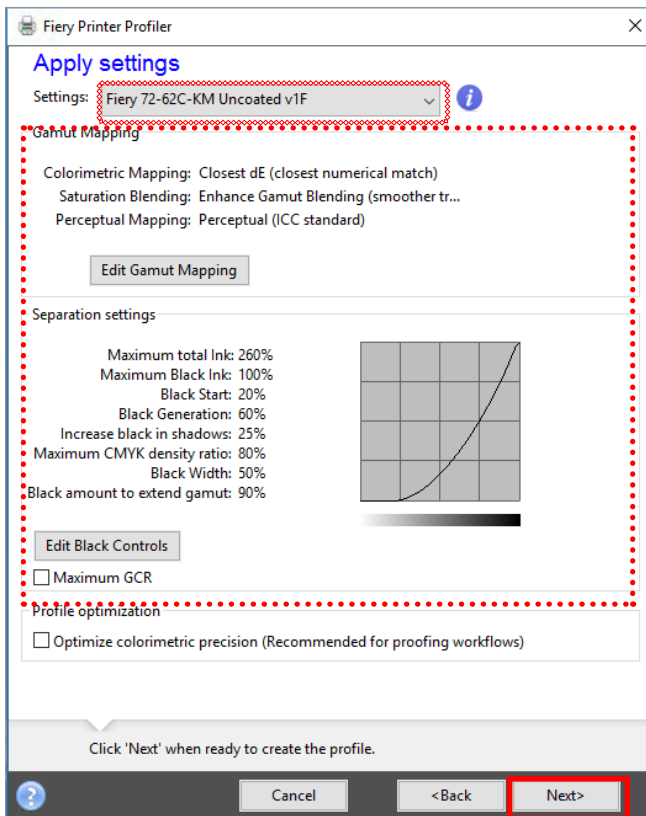 Fiery Printer Profiler
Apply settings
Settings: Fiery 72-62C-KM Uncoated v1F
Gamut Mapping
Colorimetric Mapping: Closest dE (closest numerical match)
Saturation Blending: Enhance Gamut Blending (smoother tr...
Perceptual Mapping: Perceptual (ICC standard)
Edit Gamut Mapping
Separation settings
Maximum total Ink: 260%
Maximum Black Ink: 100%
Black Start: 20%
Black Generation: 60%
Increase black in shadows: 25%
Maximum CMYK density ratio: 80%
Black Width: 50%
Black amount to extend gamut: 90%
Edit Black Controls
Maximum GCR
Profile optimization
Optimize colorimetric precision (Recommended for proofing workflows)
Click 'Next' when ready to create the profile.
? Cancel <Back Next>